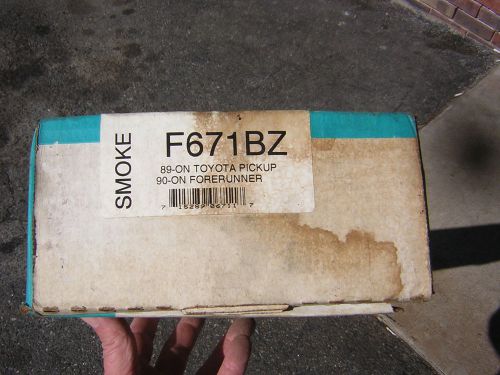 SMOKE
F671BZ
89-ON TOYOTA PICKUP
90-ON FORERUNNER